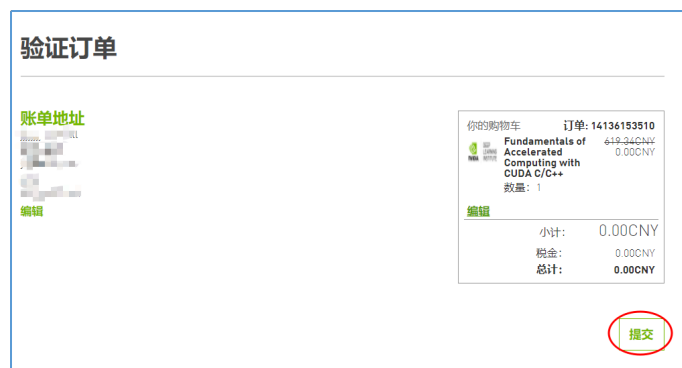 验证订单
账单地址
编辑
你的购物车 订单: 14136153510
Fundamentals of 619.34CNY
Accelerated 0.00CNY
Computing with
CUDA C/C++
数量: 1
编辑
小计: 0.00CNY
税金: 0.00CNY
总计: 0.00CNY
提交